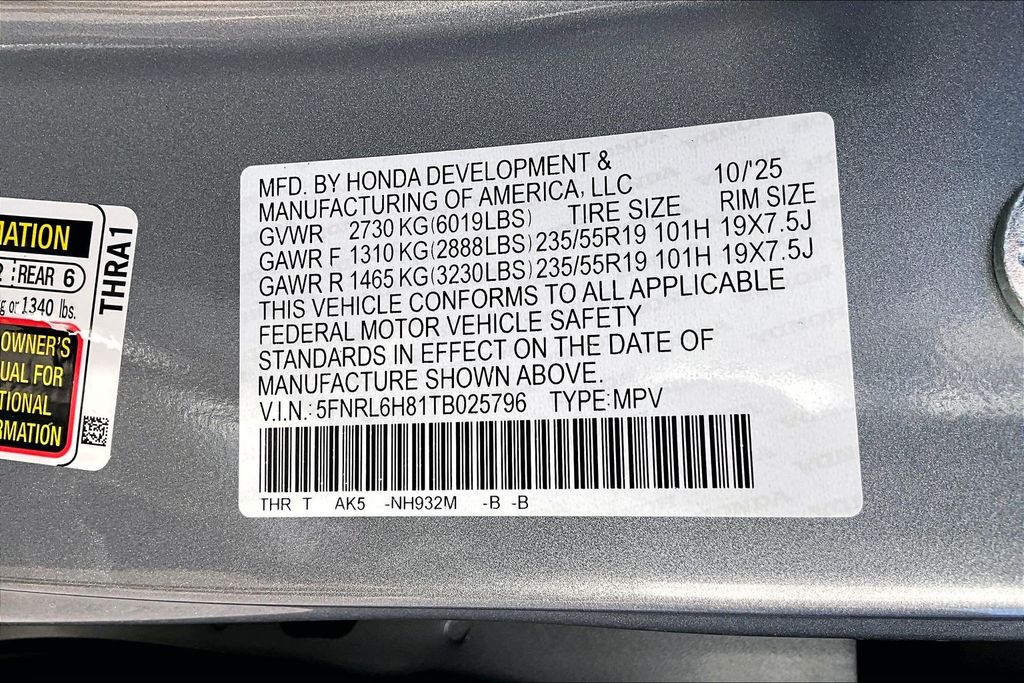 MFD. BY HONDA DEVELOPMENT &
MANUFACTURING OF AMERICA, LLC 10/'25
GVWR 2730 KG(6019LBS) TIRE SIZE RIM SIZE
GAWR F 1310 KG(2888LBS) 235/55R19 101H 19X7.5J
GAWR R 1465 KG(3230LBS) 235/55R19 101H 19X7.5J
THIS VEHICLE CONFORMS TO ALL APPLICABLE
FEDERAL MOTOR VEHICLE SAFETY
STANDARDS IN EFFECT ON THE DATE OF
MANUFACTURE SHOWN ABOVE.
V.I.N.: 5FNRL6H81TB025796 TYPE:MPV
THR T AK5 -NH932M -B -B
MATION
: REAR 6
or 1340 lbs.
OWNER'S
UAL FOR
TIONAL
RMATION
THRA1